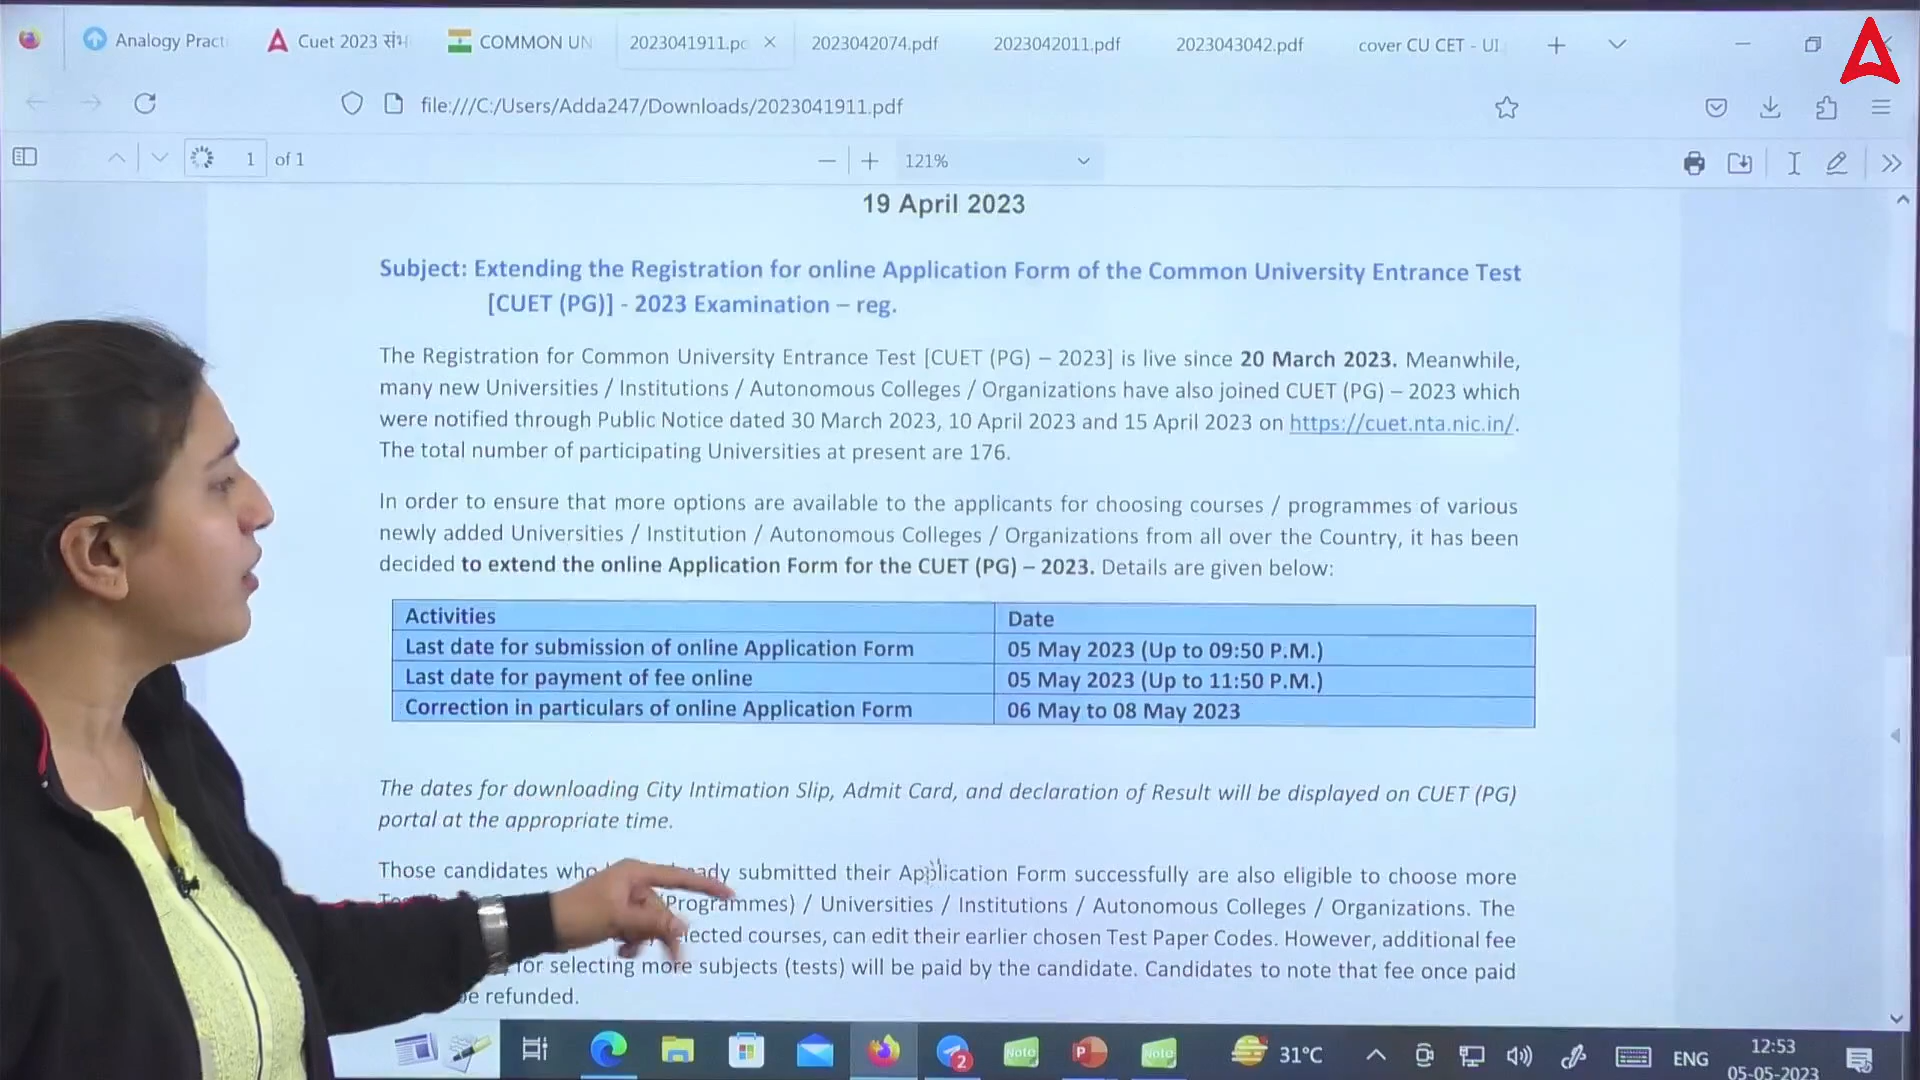 Analogy Pract
Cuet 2023 संभ
COMMON UN
2023041911.pc
2023042074.pdf
2023042011.pdf
2023043042.pdf
cover CU CET - UI
file:///C:/Users/Adda247/Downloads/2023041911.pdf
1 of 1
121%
19 April 2023
Subject: Extending the Registration for online Application Form of the Common University Entrance Test
[CUET (PG)] - 2023 Examination – reg.
The Registration for Common University Entrance Test [CUET (PG) – 2023] is live since 20 March 2023. Meanwhile,
many new Universities / Institutions / Autonomous Colleges / Organizations have also joined CUET (PG) – 2023 which
were notified through Public Notice dated 30 March 2023, 10 April 2023 and 15 April 2023 on https://cuet.nta.nic.in/.
The total number of participating Universities at present are 176.
In order to ensure that more options are available to the applicants for choosing courses / programmes of various
newly added Universities / Institution / Autonomous Colleges / Organizations from all over the Country, it has been
decided to extend the online Application Form for the CUET (PG) – 2023. Details are given below:
Activities Date
Last date for submission of online Application Form 05 May 2023 (Up to 09:50 P.M.)
Last date for payment of fee online 05 May 2023 (Up to 11:50 P.M.)
Correction in particulars of online Application Form 06 May to 08 May 2023
The dates for downloading City Intimation Slip, Admit Card, and declaration of Result will be displayed on CUET (PG)
portal at the appropriate time.
Those candidates who submitted their Application Form successfully are also eligible to choose more
Programmes) / Universities / Institutions / Autonomous Colleges / Organizations. The
courses, can edit their earlier chosen Test Paper Codes. However, additional fee
for selecting more subjects (tests) will be paid by the candidate. Candidates to note that fee once paid
be refunded.
2
Note
P
Note
31°C
ENG
12:53
05-05-2023